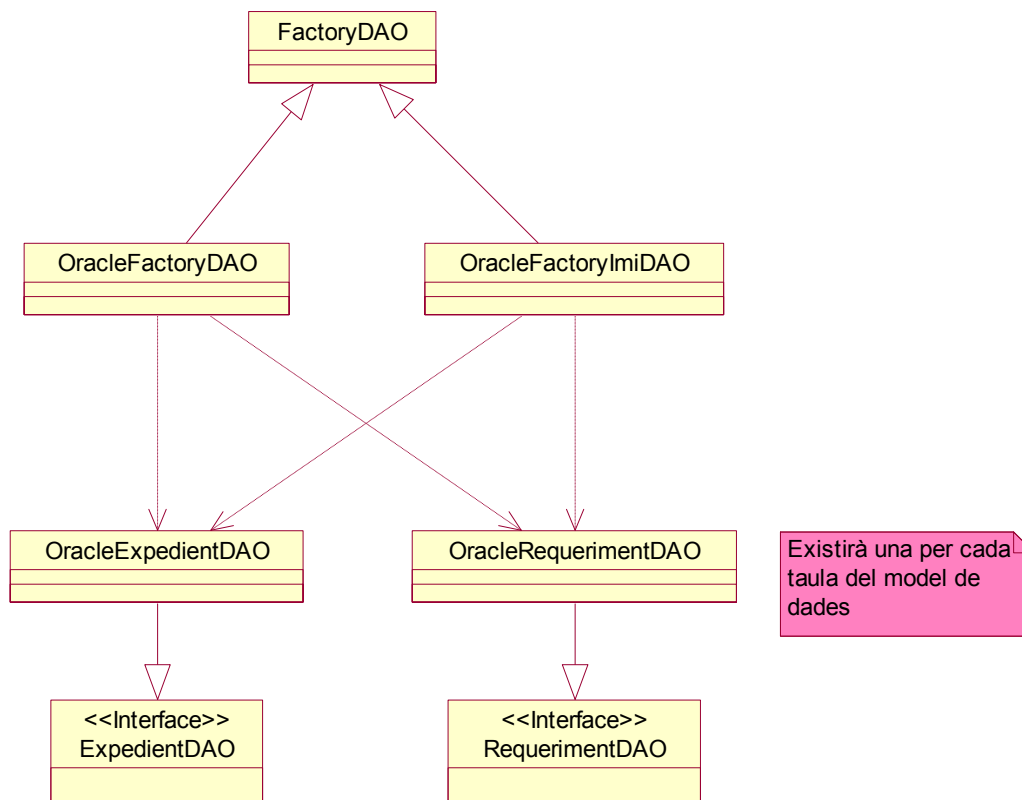 FactoryDAO
OracleFactoryDAO
OracleFactoryImiDAO
OracleExpedientDAO
OracleRequerimentDAO
Existirà una per cada
taula del model de
dades
<<Interface>>
ExpedientDAO
<<Interface>>
RequerimentDAO